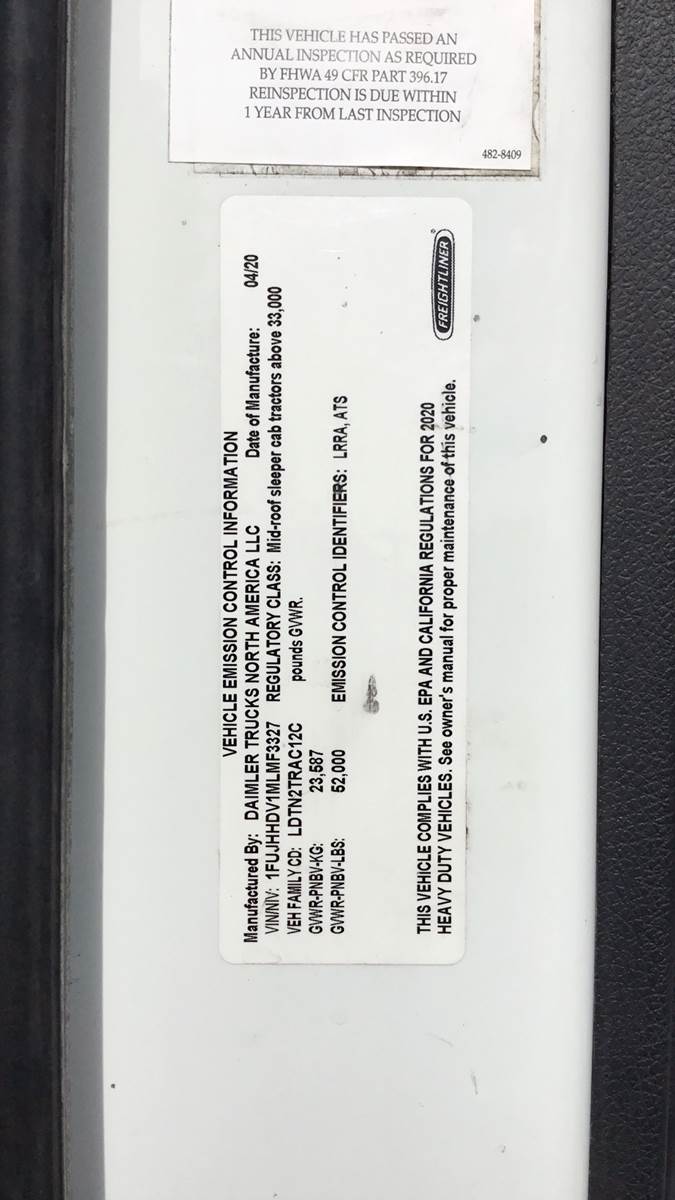 THIS VEHICLE HAS PASSED AN
ANNUAL INSPECTION AS REQUIRED
BY FHWA 49 CFR PART 396.17
REINSPECTION IS DUE WITHIN
1 YEAR FROM LAST INSPECTION
482-8409
VEHICLE EMISSION CONTROL INFORMATION
Manufactured By: DAIMLER TRUCKS NORTH AMERICA LLC Date of Manufacture: 04/20
VIN/NIV: 1FUJHHDV1MLMF3327 REGULATORY CLASS: Mid-roof sleeper cab tractors above 33,000
VEH FAMILY CD: LDTN2TRAC12C pounds GVWR.
GVWR-PNBV-KG: 23,587
GVWR-PNBV-LBS: 52,000 EMISSION CONTROL IDENTIFIERS: LRRA, ATS
THIS VEHICLE COMPLIES WITH U.S. EPA AND CALIFORNIA REGULATIONS FOR 2020
HEAVY DUTY VEHICLES. See owner's manual for proper maintenance of this vehicle.
FREIGHTLINER